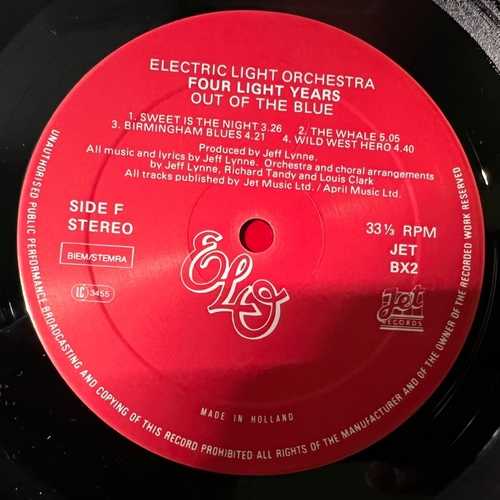 ELECTRIC LIGHT ORCHESTRA
FOUR LIGHT YEARS
OUT OF THE BLUE
1. SWEET IS THE NIGHT 3.26 2. THE WHALE 5.05
3. BIRMINGHAM BLUES 4.21 4. WILD WEST HERO 4.40
Produced by Jeff Lynne.
All music and lyrics by Jeff Lynne. Orchestra and choral arrangements
by Jeff Lynne, Richard Tandy and Louis Clark
All tracks published by Jet Music Ltd. / April Music Ltd.
SIDE F
STEREO
33⅓ RPM
JET
BX2
BIEM/STEMRA
LC 3455
ELO
Jet
RECORDS
MADE IN HOLLAND
UNAUTHORISED PUBLIC PERFORMANCE, BROADCASTING AND COPYING OF THIS RECORD PROHIBITED ALL RIGHTS OF THE MANUFACTURER AND OF THE OWNER OF THE RECORDED WORK RESERVED